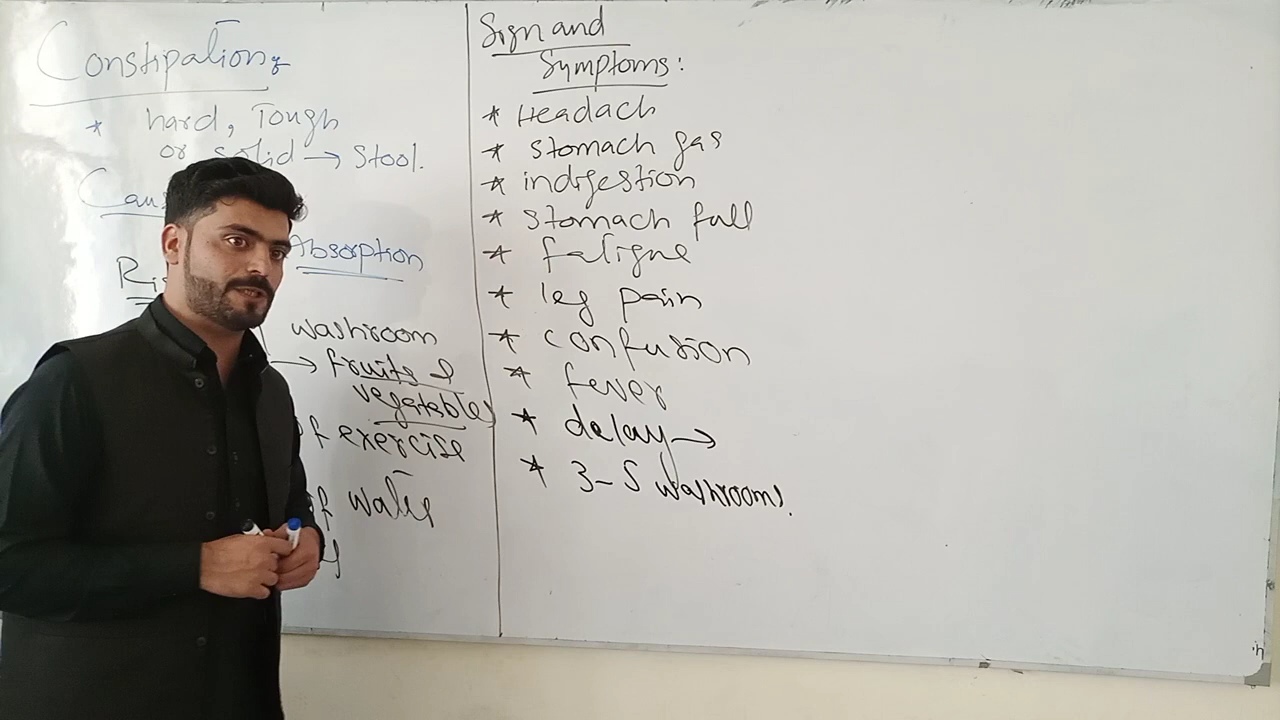 Constipation
* hard, Tough
or solid → Stool.
Absorption
washroom
→ fruits &
vegatables
of exercise
of water
Sign and
Symptoms:
* Headach
* stomach gas
* indigestion
* stomach full
* fatigue
* leg pain
* confusion
* fever
* delay →
* 3-5 washrooms.